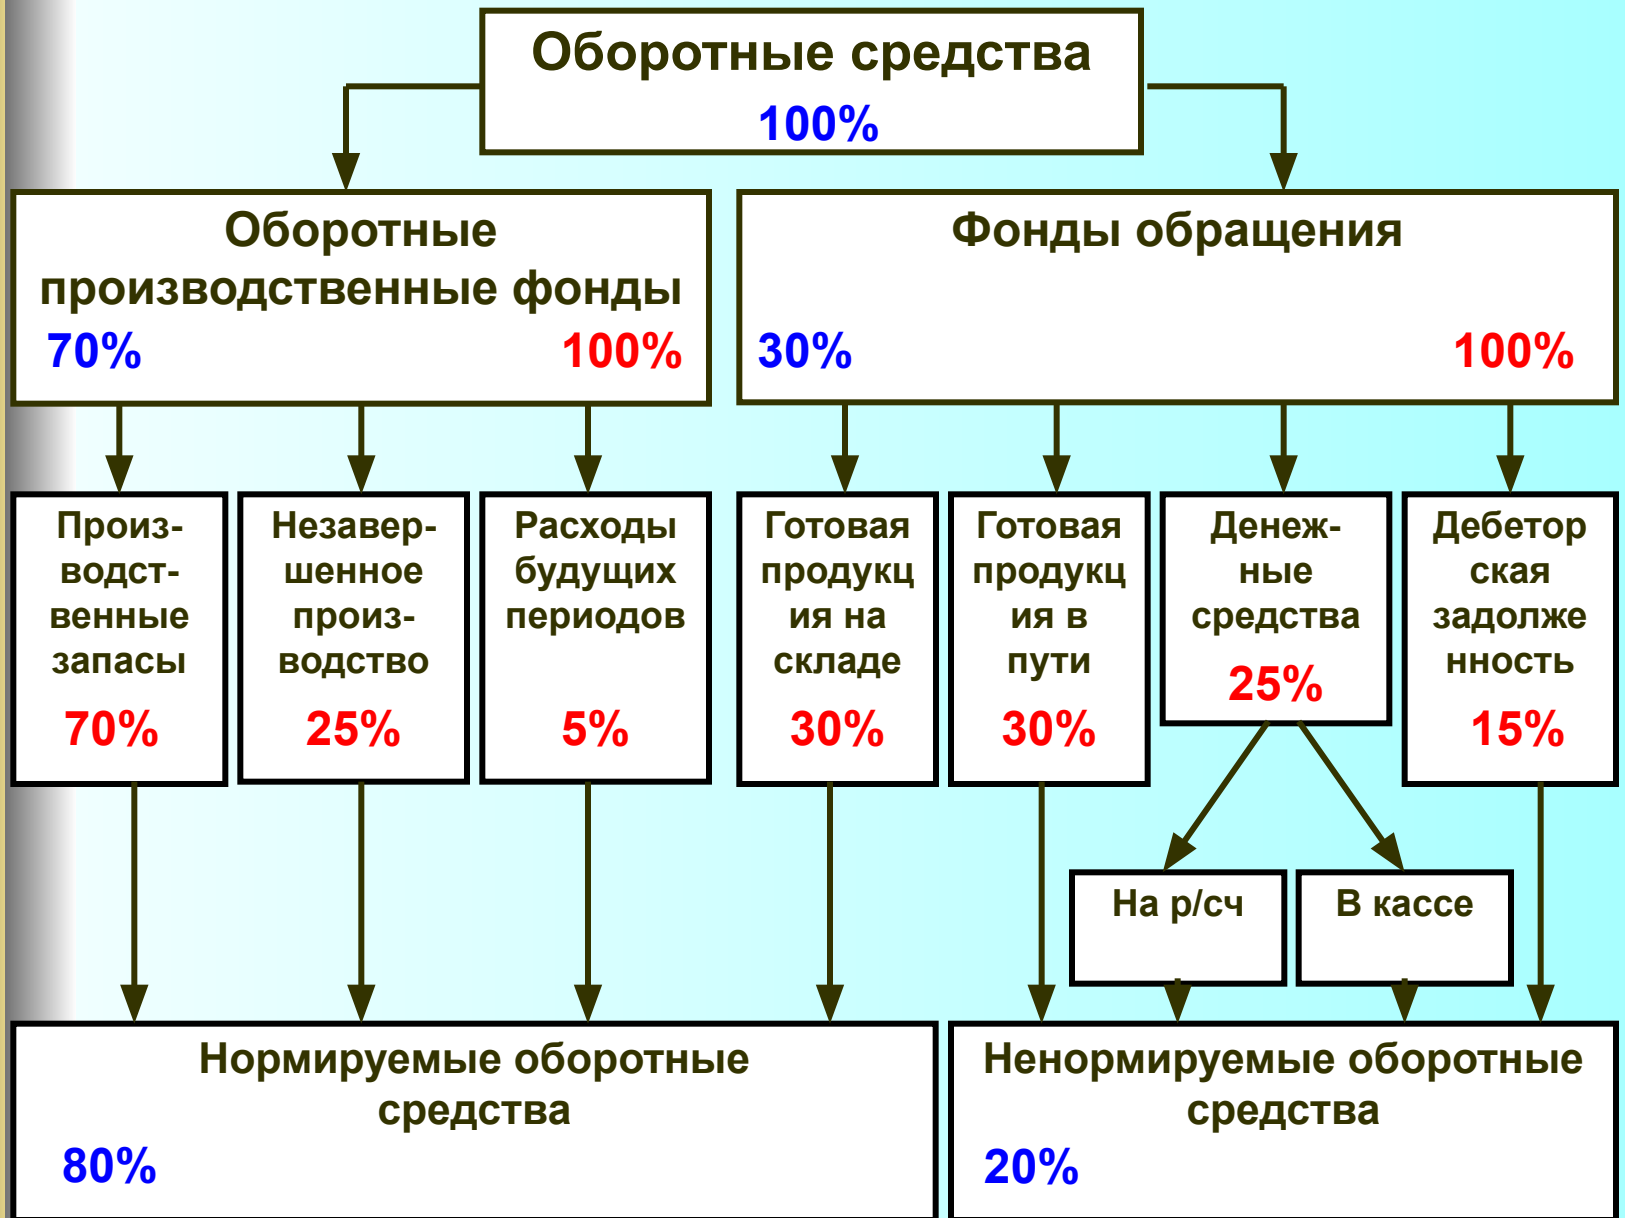 Оборотные средства
100%
Оборотные
производственные фонды
70% 100%
Фонды обращения
30% 100%
Произ-
водст-
венные
запасы
70%
Незавер-
шенное
произ-
водство
25%
Расходы
будущих
периодов
5%
Готовая
продукц
ия на
складе
30%
Готовая
продукц
ия в
пути
30%
Денеж-
ные
средства
25%
Дебетор
ская
задолже
нность
15%
На р/сч
В кассе
Нормируемые оборотные
средства
80%
Ненормируемые оборотные
средства
20%